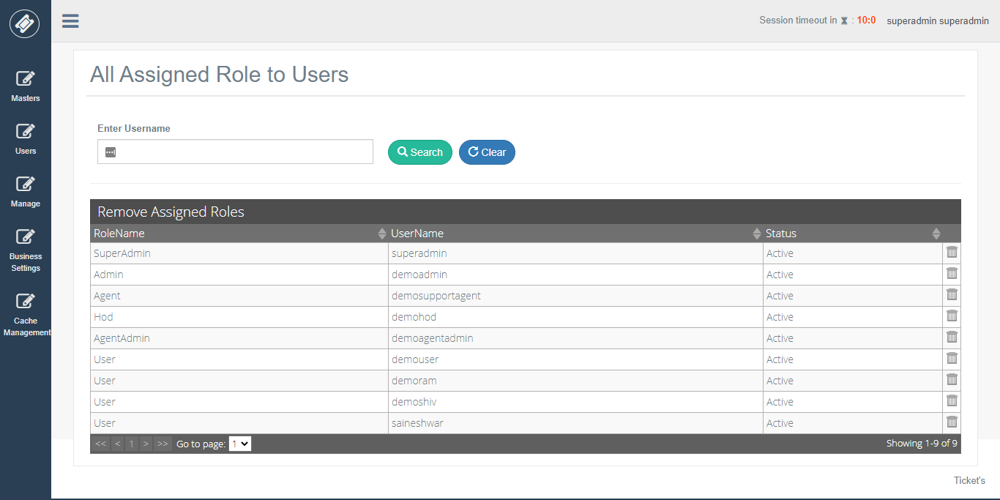 Session timeout in : 10:0 superadmin superadmin
Masters
Users
Manage
Business
Settings
Cache
Management
All Assigned Role to Users
Enter Username
Search Clear
Remove Assigned Roles
RoleName UserName Status
SuperAdmin superadmin Active
Admin demoadmin Active
Agent demosupportagent Active
Hod demohod Active
AgentAdmin demoagentadmin Active
User demouser Active
User demoram Active
User demoshiv Active
User saineshwar Active
<< < 1 > >> Go to page: 1 Showing 1-9 of 9
Ticket's